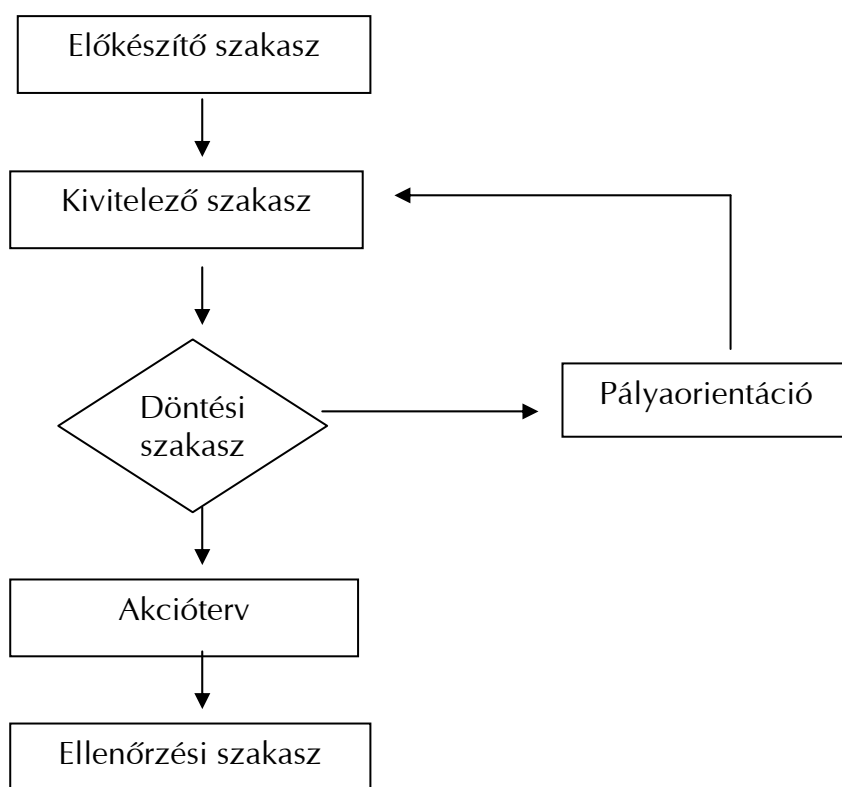 Előkészítő szakasz
Kivitelező szakasz
Döntési
szakasz
Pályaorientáció
Akcióterv
Ellenőrzési szakasz